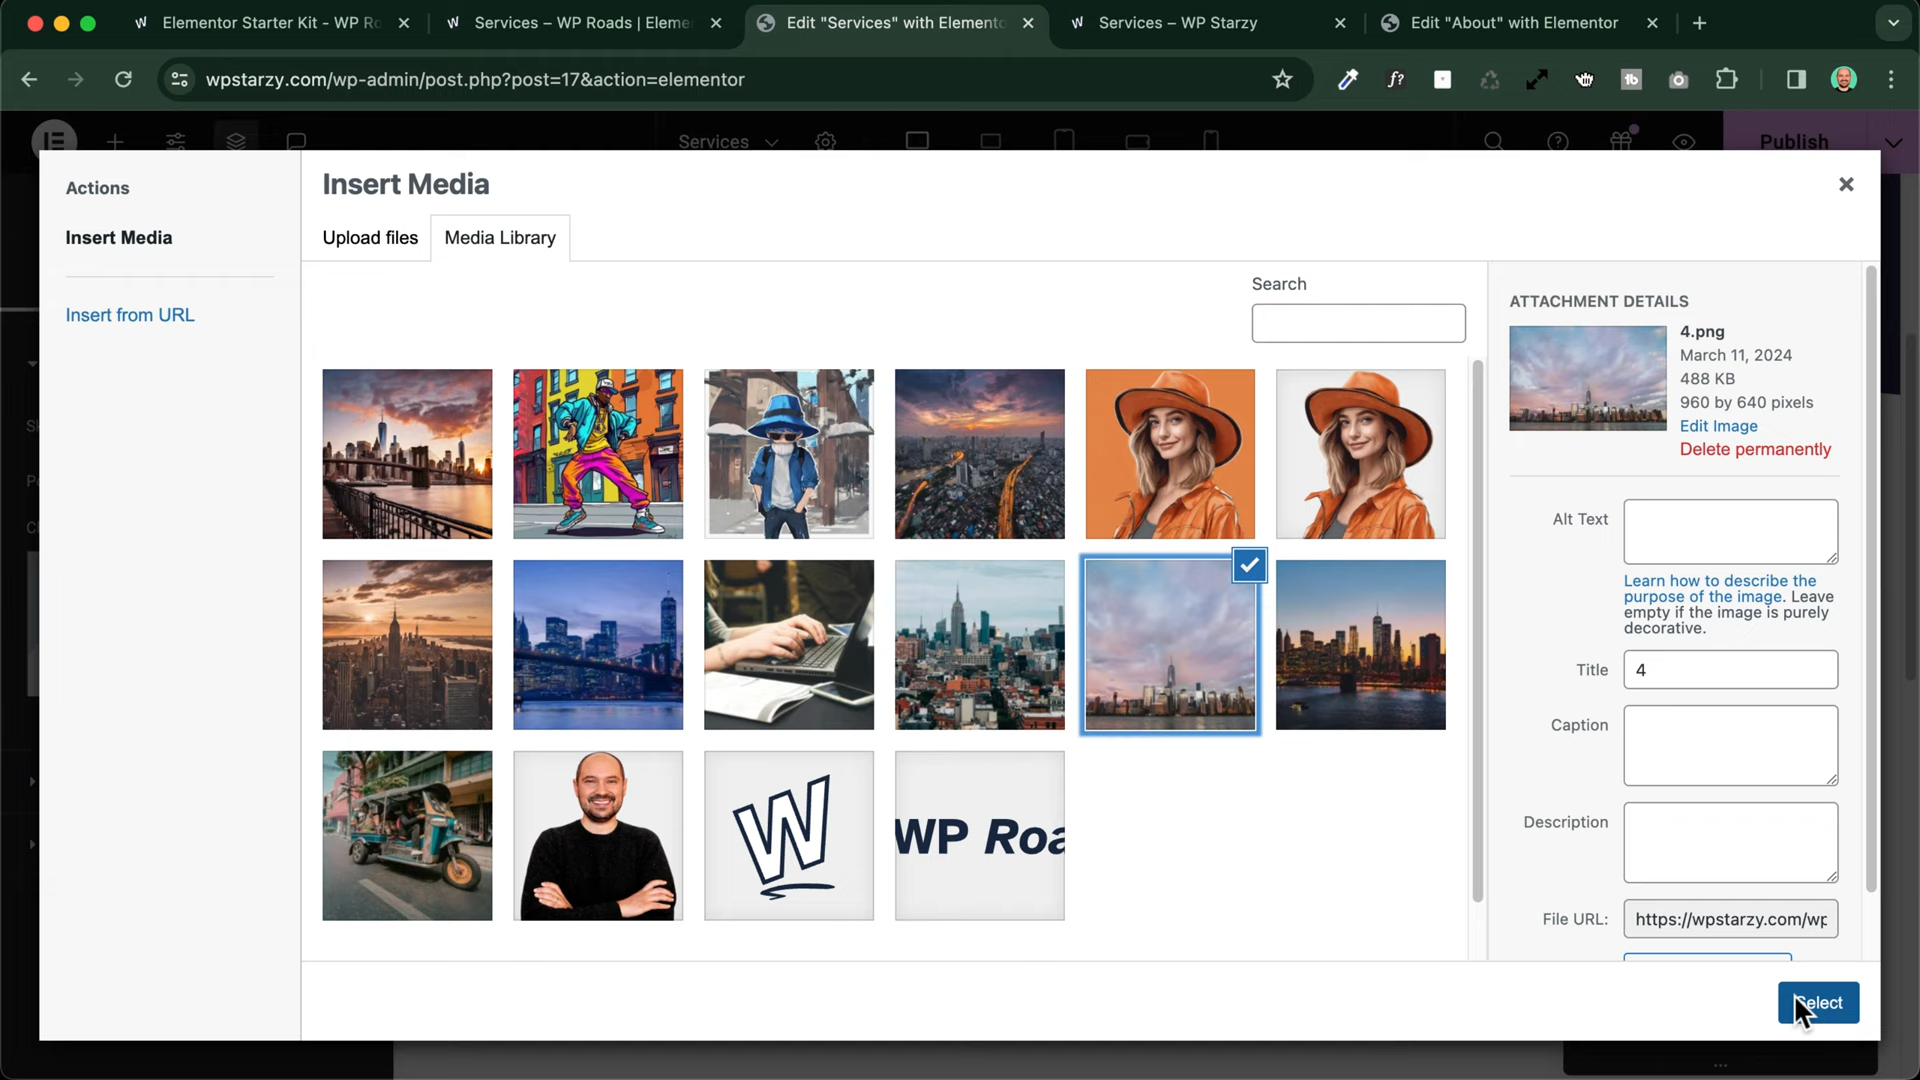 Elementor Starter Kit - WP Ro
Services – WP Roads | Eleme
Edit "Services" with Elemento
Services – WP Starzy
Edit "About" with Elementor
wpstarzy.com/wp-admin/post.php?post=17&action=elementor
Services
Publish
Actions
Insert Media
Insert from URL
Insert Media
Upload files
Media Library
Search
WP Roa
ATTACHMENT DETAILS
4.png
March 11, 2024
488 KB
960 by 640 pixels
Edit Image
Delete permanently
Alt Text
Learn how to describe the
purpose of the image. Leave
empty if the image is purely
decorative.
Title
4
Caption
Description
File URL:
https://wpstarzy.com/wp
Select